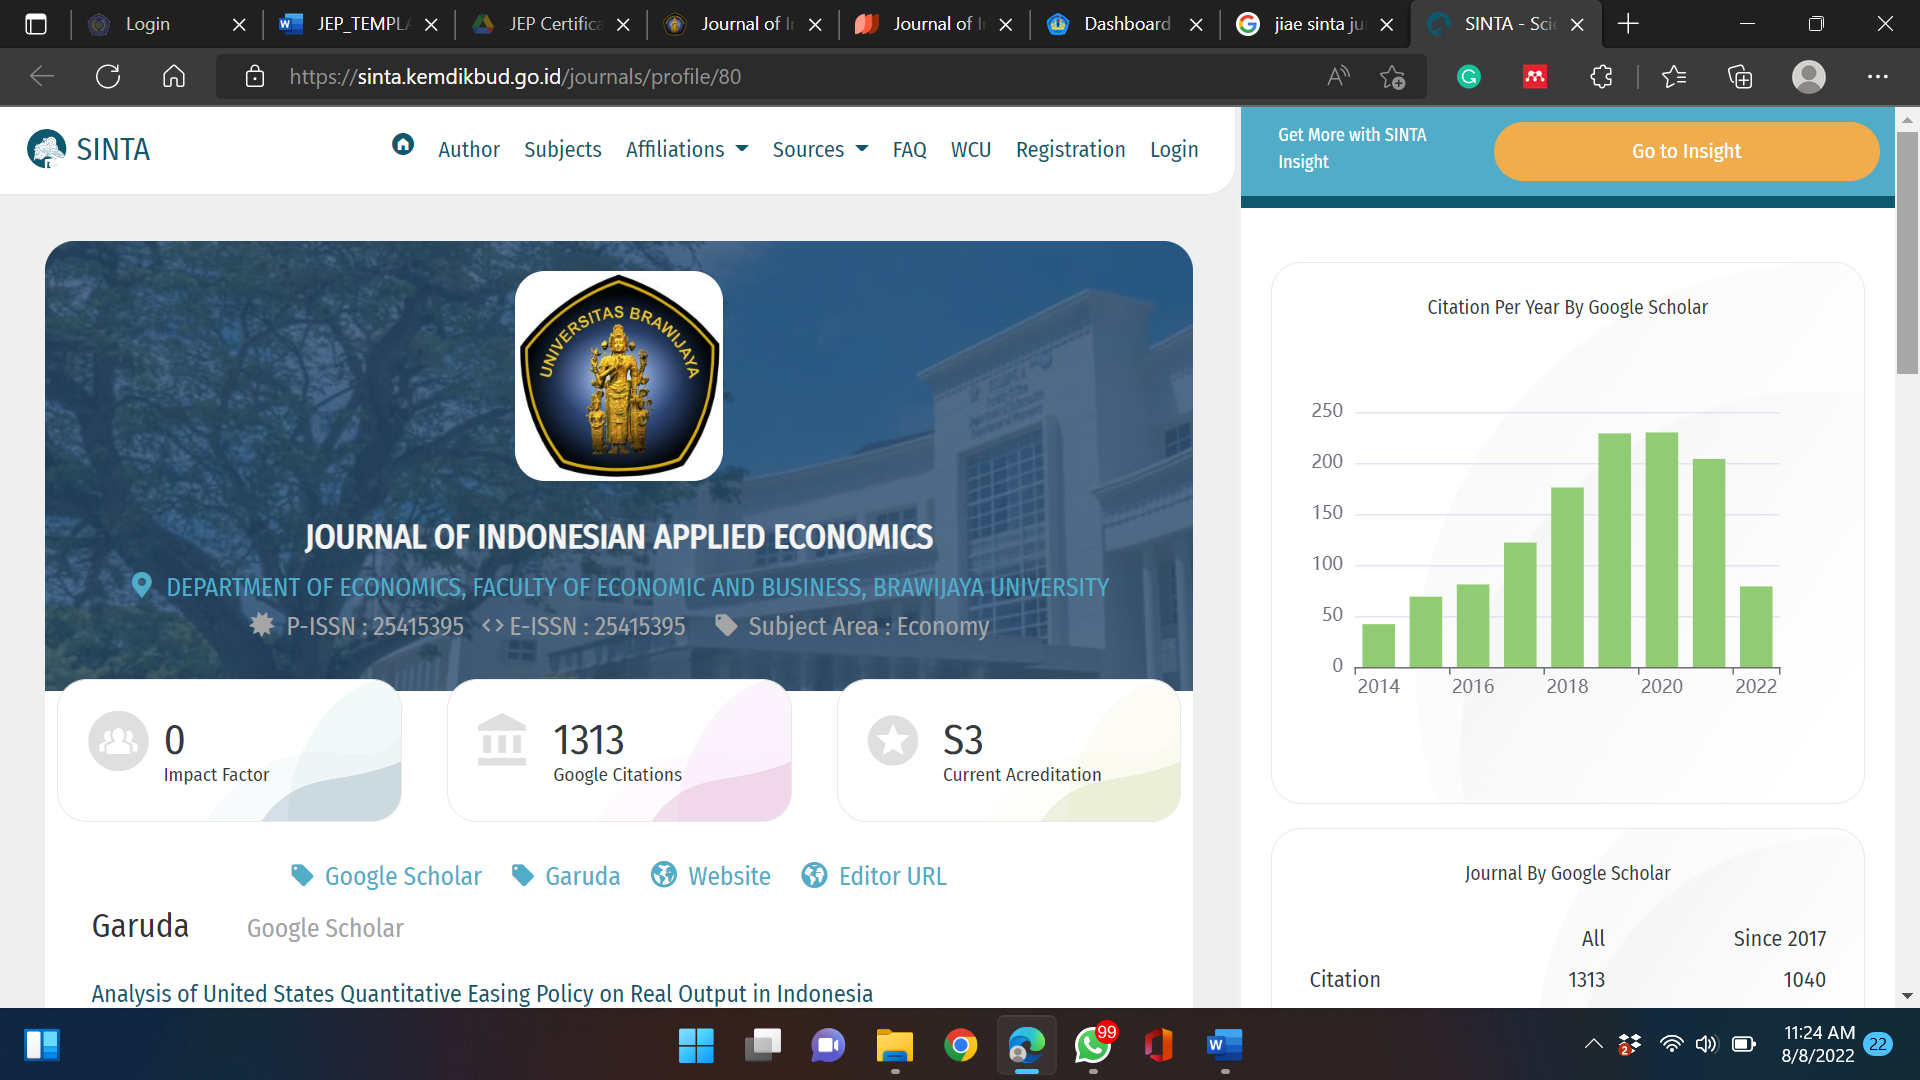 Login
JEP_TEMPL
JEP Certifica
Journal of I
Journal of I
Dashboard
jiae sinta ju
SINTA - Scie
https://sinta.kemdikbud.go.id/journals/profile/80
SINTA
Author
Subjects
Affiliations
Sources
FAQ
WCU
Registration
Login
Get More with SINTA
Insight
Go to Insight
UNIVERSITAS BRAWIJAYA
JOURNAL OF INDONESIAN APPLIED ECONOMICS
DEPARTMENT OF ECONOMICS, FACULTY OF ECONOMIC AND BUSINESS, BRAWIJAYA UNIVERSITY
P-ISSN : 25415395 <> E-ISSN : 25415395 Subject Area : Economy
0
Impact Factor
1313
Google Citations
S3
Current Acreditation
Google Scholar
Garuda
Website
Editor URL
Garuda
Google Scholar
Analysis of United States Quantitative Easing Policy on Real Output in Indonesia
Citation Per Year By Google Scholar
250
200
150
100
50
0
2014
2016
2018
2020
2022
Journal By Google Scholar
All Since 2017
Citation 1313 1040
99
2
11:24 AM
8/8/2022
22